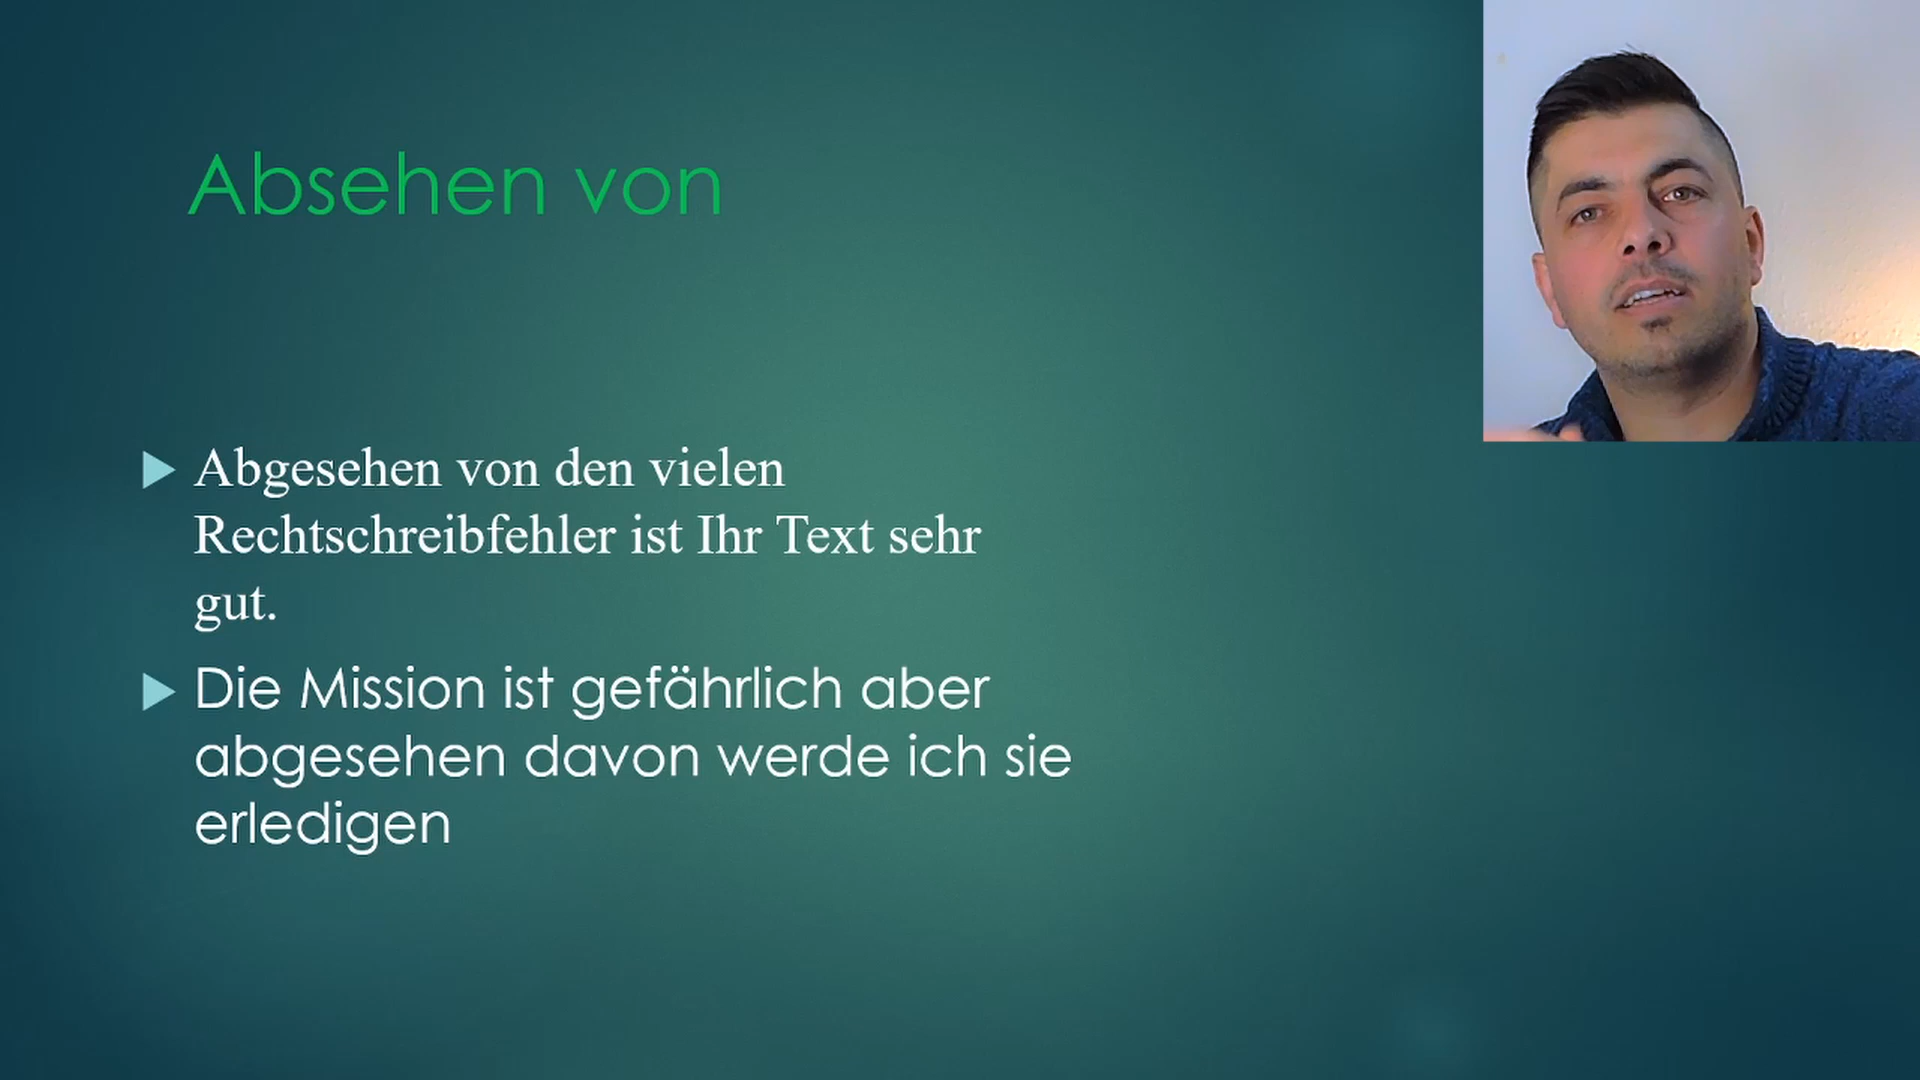 Absehen von
Abgesehen von den vielen
Rechtschreibfehler ist Ihr Text sehr
gut.
Die Mission ist gefährlich aber
abgesehen davon werde ich sie
erledigen